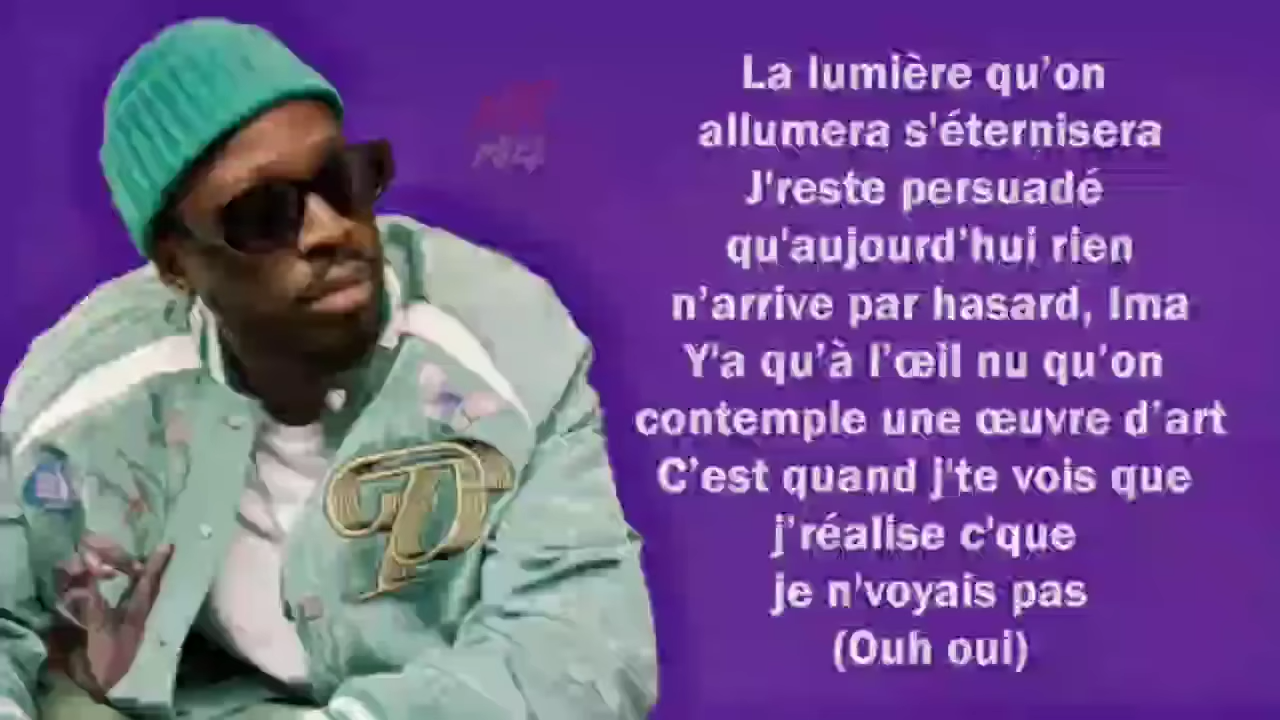 La lumière qu’on
allumera s'éternisera
J'reste persuadé
qu'aujourd’hui rien
n’arrive par hasard, Ima
Y'a qu’à l’œil nu qu’on
contemple une œuvre d’art
C’est quand j'te vois que
j’réalise c'que
je n'voyais pas
(Ouh oui)